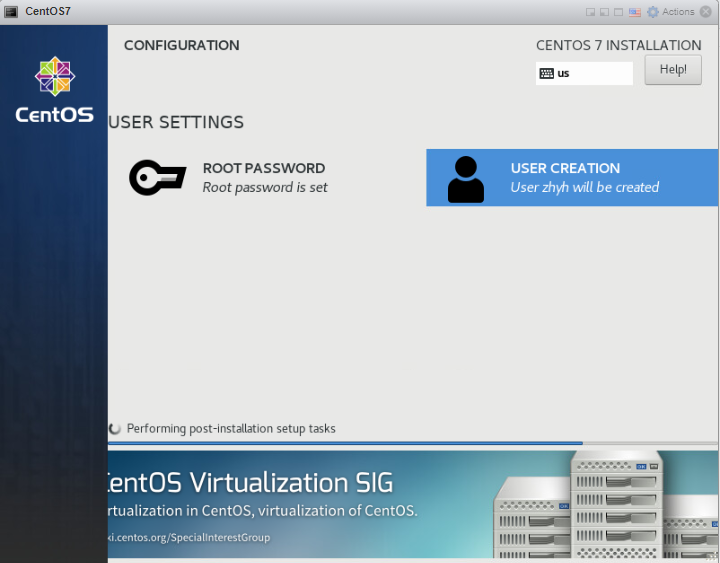 CentOS7
Actions
CONFIGURATION
CENTOS 7 INSTALLATION
us
Help!
CentOS
USER SETTINGS
ROOT PASSWORD
Root password is set
USER CREATION
User zhyh will be created
Performing post-installation setup tasks
CentOS Virtualization SIG
rtualization in CentOS, virtualization of CentOS.
ki.centos.org/SpecialInterestGroup